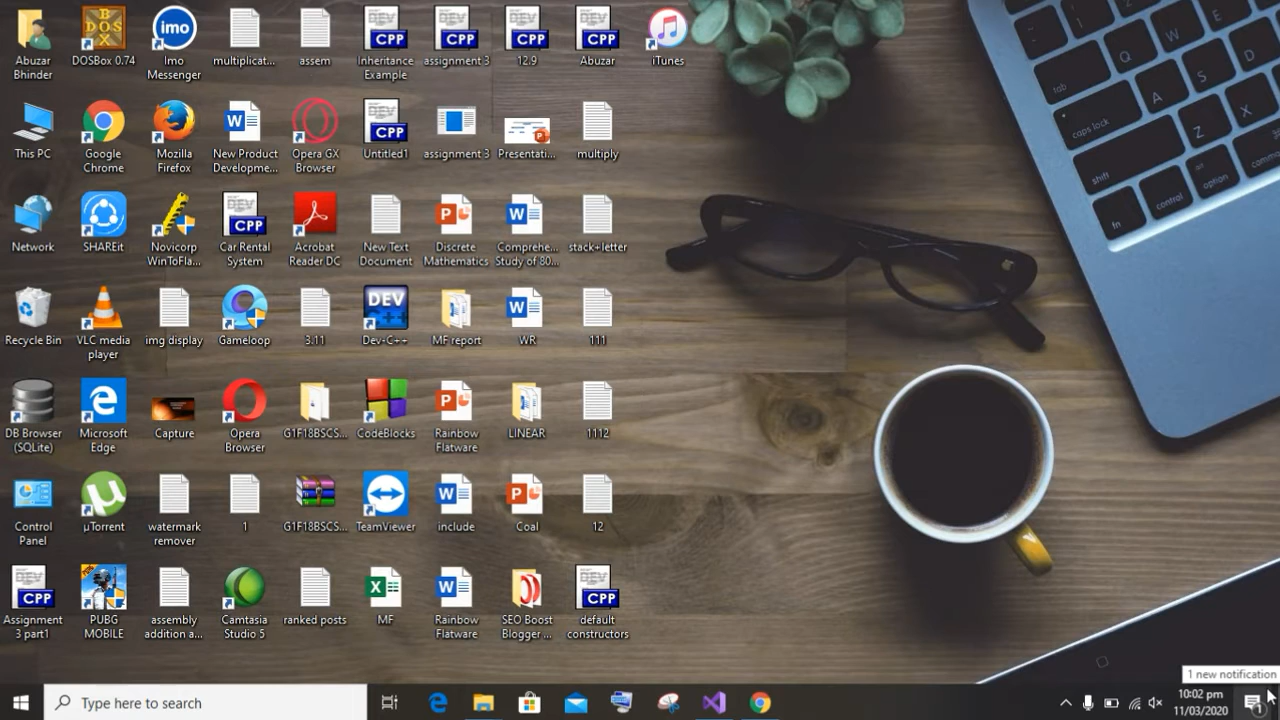 Abuzar
Bhinder
DOSBox 0.74
Imo
Messenger
multiplicat...
assem
Inheritance
Example
assignment 3
12.9
Abuzar
iTunes
This PC
Google
Chrome
Mozilla
Firefox
New Product
Developme...
Opera GX
Browser
Untitled1
assignment 3
Presentati...
multiply
Network
SHAREit
Novicorp
WinToFla...
Car Rental
System
Acrobat
Reader DC
New Text
Document
Discrete
Mathematics
Comprehe...
Study of 80...
stack+letter
Recycle Bin
VLC media
player
img display
Gameloop
3.11
Dev-C++
MF report
WR
111
DB Browser
(SQLite)
Microsoft
Edge
Capture
Opera
Browser
G1F18BSCS...
CodeBlocks
Rainbow
Flatware
LINEAR
1112
Control
Panel
µTorrent
watermark
remover
1
G1F18BSCS...
TeamViewer
include
Coal
12
Assignment
3 part1
PUBG
MOBILE
assembly
addition a...
Camtasia
Studio 5
ranked posts
MF
Rainbow
Flatware
SEO Boost
Blogger ...
default
constructors
1 new notification
Type here to search
10:02 pm
11/03/2020
1